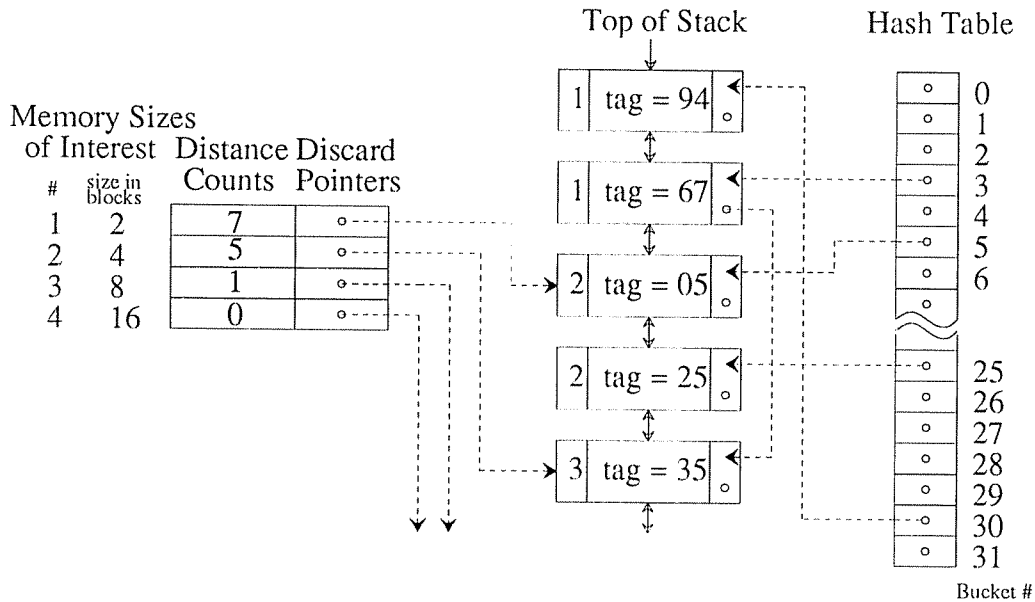 Top of Stack
Hash Table
Memory Sizes
of Interest
Distance
Counts
Discard
Pointers
#
size in
blocks
1 2 7
2 4 5
3 8 1
4 16 0
1 tag = 94
1 tag = 67
2 tag = 05
2 tag = 25
3 tag = 35
0
1
2
3
4
5
6
25
26
27
28
29
30
31
Bucket #